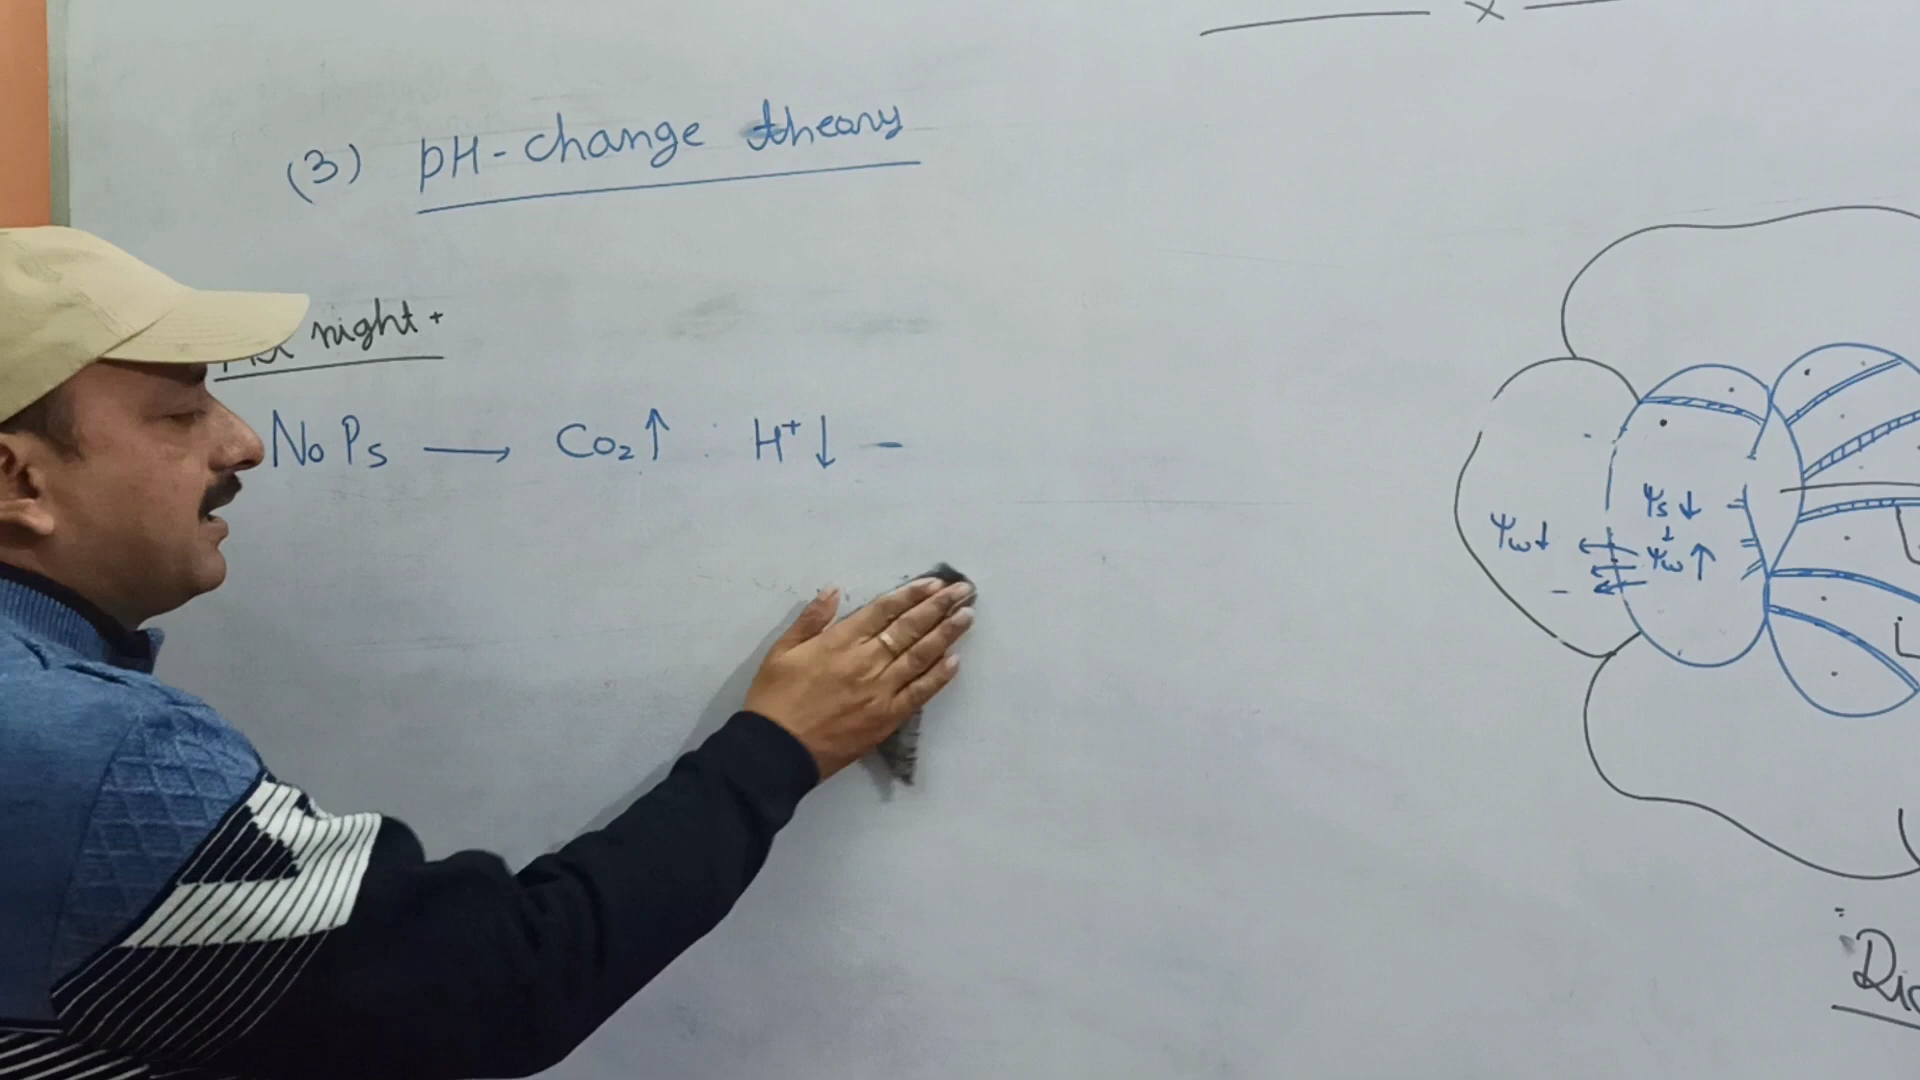 x
(3) pH-change theory
night
No Ps → CO₂↑ : H⁺↓ -
Ψs↓
Ψw↓ Ψw↑